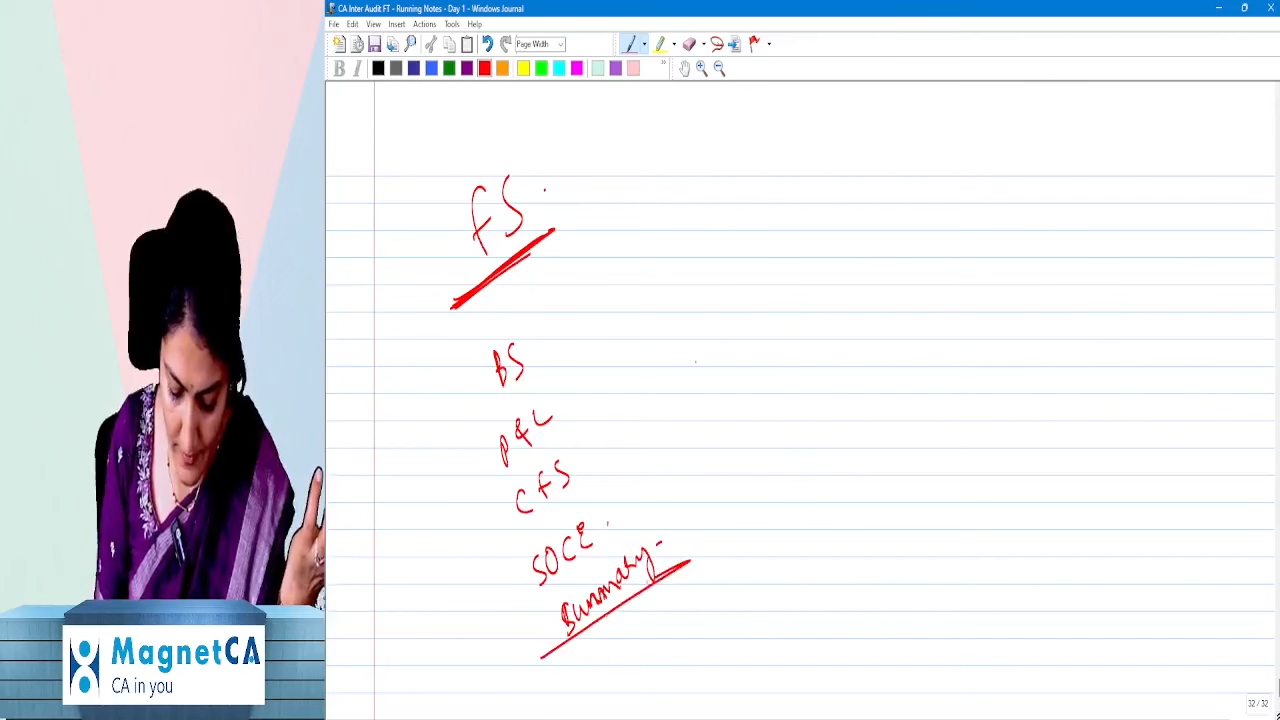 CA Inter Audit FT - Running Notes - Day 1 - Windows Journal
File Edit View Insert Actions Tools Help
Page Width
B I
FS
BS
P & L
CFS
SOCE
Summary
32 / 32
MagnetCA
CA in you